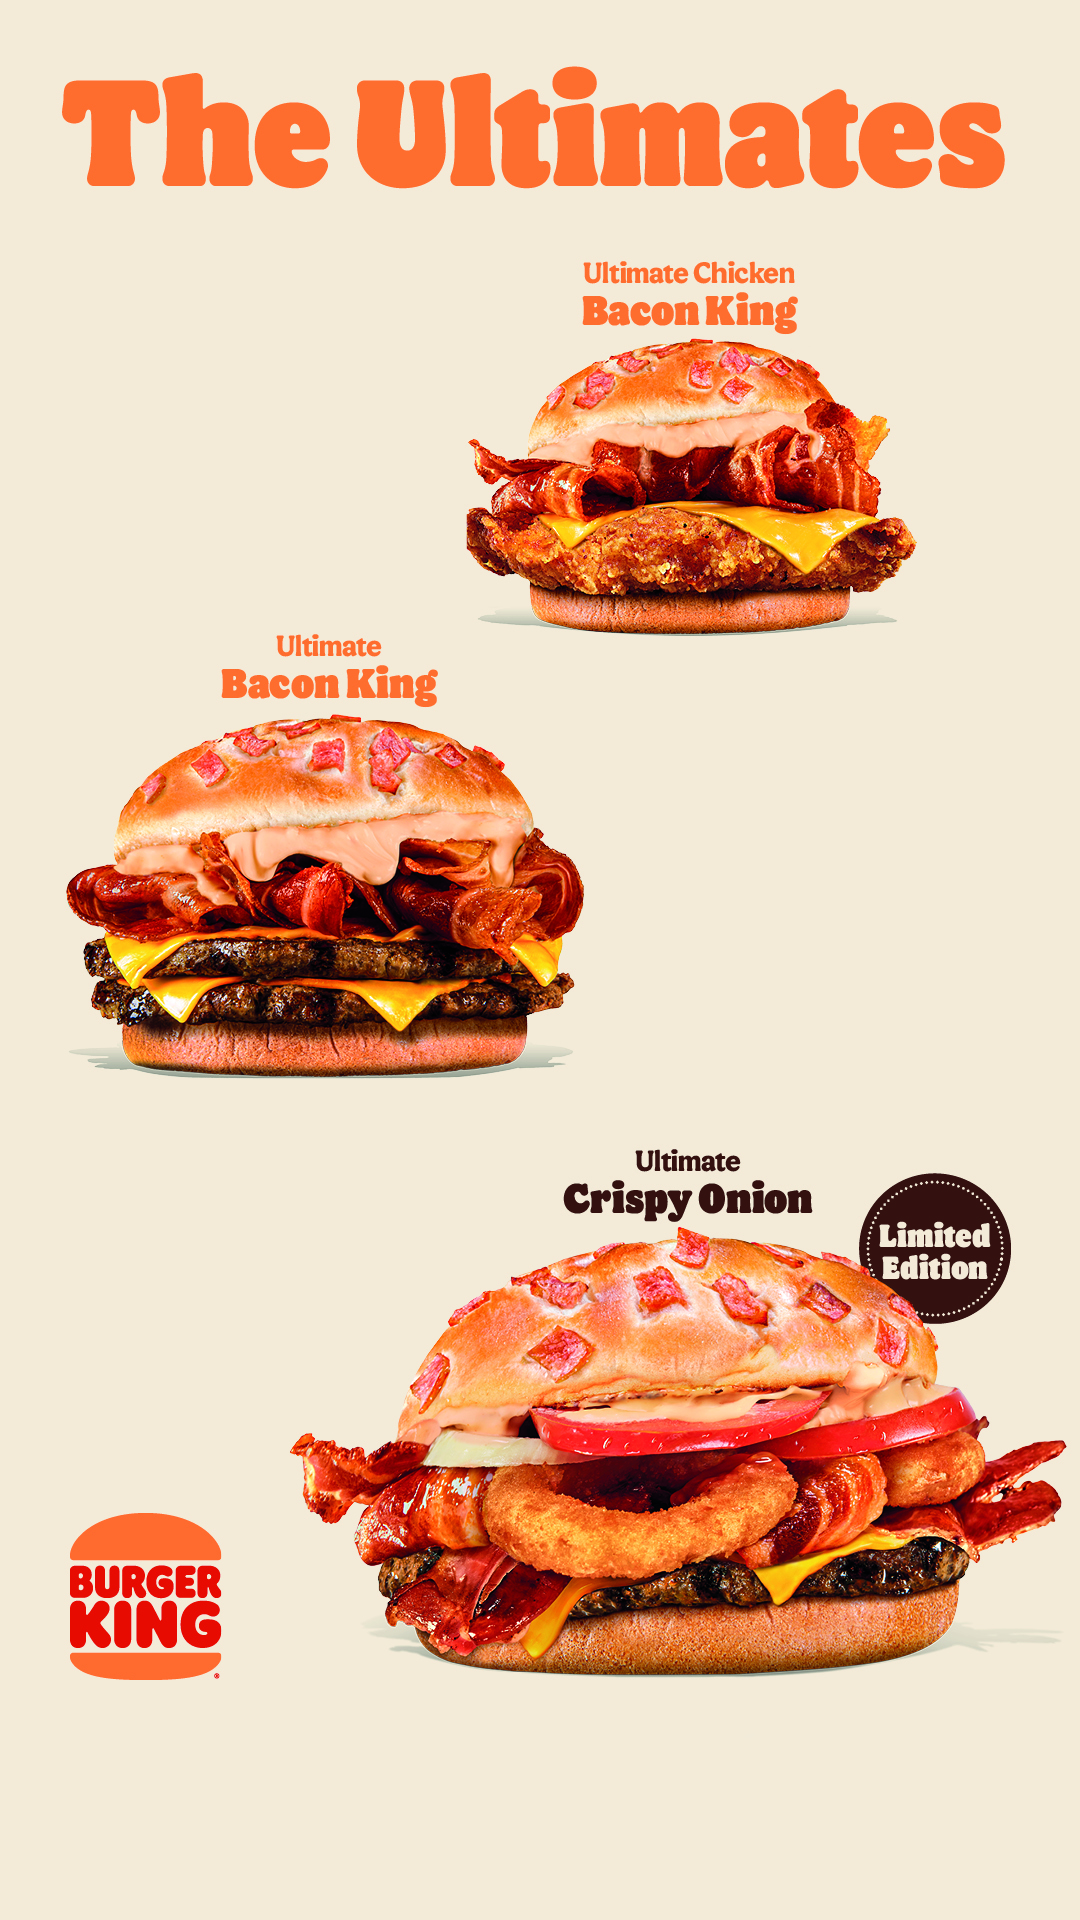 The Ultimates
Ultimate Chicken
Bacon King
Ultimate
Bacon King
Ultimate
Crispy Onion
Limited
Edition
BURGER
KING
®